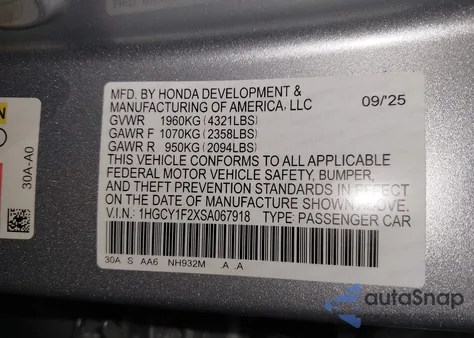 MFD. BY HONDA DEVELOPMENT &
MANUFACTURING OF AMERICA, LLC 09/'25
GVWR 1960KG (4321LBS)
GAWR F 1070KG (2358LBS)
GAWR R 950KG (2094LBS)
THIS VEHICLE CONFORMS TO ALL APPLICABLE
FEDERAL MOTOR VEHICLE SAFETY, BUMPER,
AND THEFT PREVENTION STANDARDS IN EFFECT
ON THE DATE OF MANUFACTURE SHOWN ABOVE.
V.I.N.: 1HGCY1F2XSA067918 TYPE: PASSENGER CAR
30A S AA6 NH932M .A .A
30A-A0
autoSnap